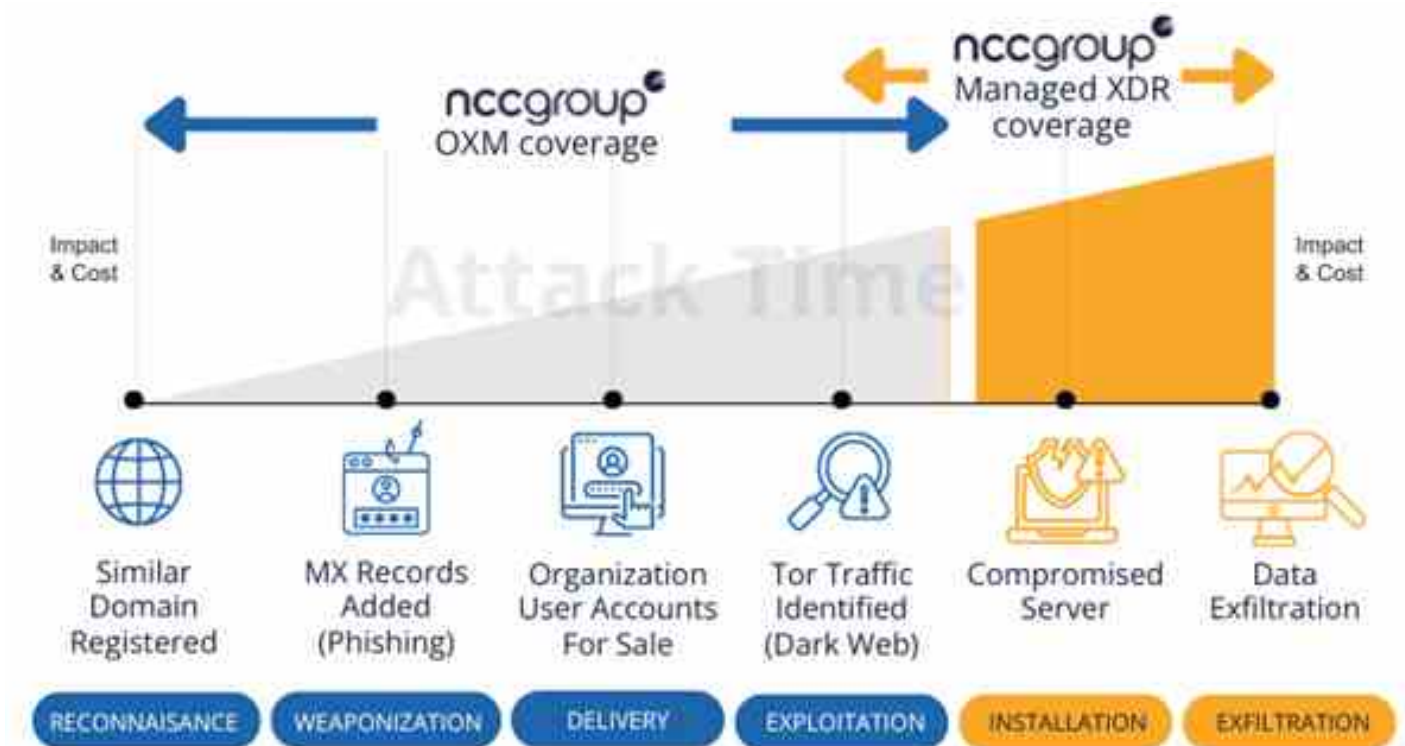 nccgroup
OXM coverage
nccgroup
Managed XDR
coverage
Impact
& Cost
Attack Time
Impact
& Cost
Similar
Domain
Registered
MX Records
Added
(Phishing)
Organization
User Accounts
For Sale
Tor Traffic
Identified
(Dark Web)
Compromised
Server
Data
Exfiltration
RECONNAISANCE
WEAPONIZATION
DELIVERY
EXPLOITATION
INSTALLATION
EXFILTRATION